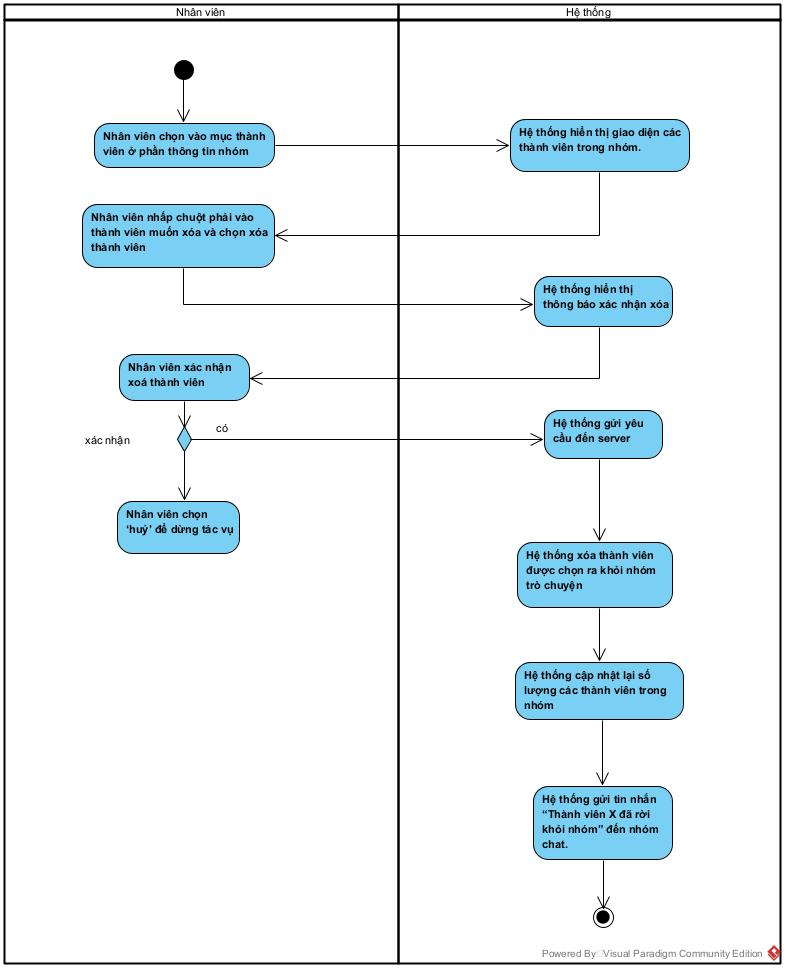 Nhân viên
Hệ thống
Nhân viên chọn vào mục thành
viên ở phần thông tin nhóm
Hệ thống hiển thị giao diện các
thành viên trong nhóm.
Nhân viên nhấp chuột phải vào
thành viên muốn xóa và chọn xóa
thành viên
Hệ thống hiển thị
thông báo xác nhận xóa
Nhân viên xác nhận
xoá thành viên
có
xác nhận
Hệ thống gửi yêu
cầu đến server
Nhân viên chọn
‘huỷ’ để dừng tác vụ
Hệ thống xóa thành viên
được chọn ra khỏi nhóm
trò chuyện
Hệ thống cập nhật lại số
lượng các thành viên trong
nhóm
Hệ thống gửi tin nhắn
“Thành viên X đã rời
khỏi nhóm” đến nhóm
chat.
Powered By Visual Paradigm Community Edition